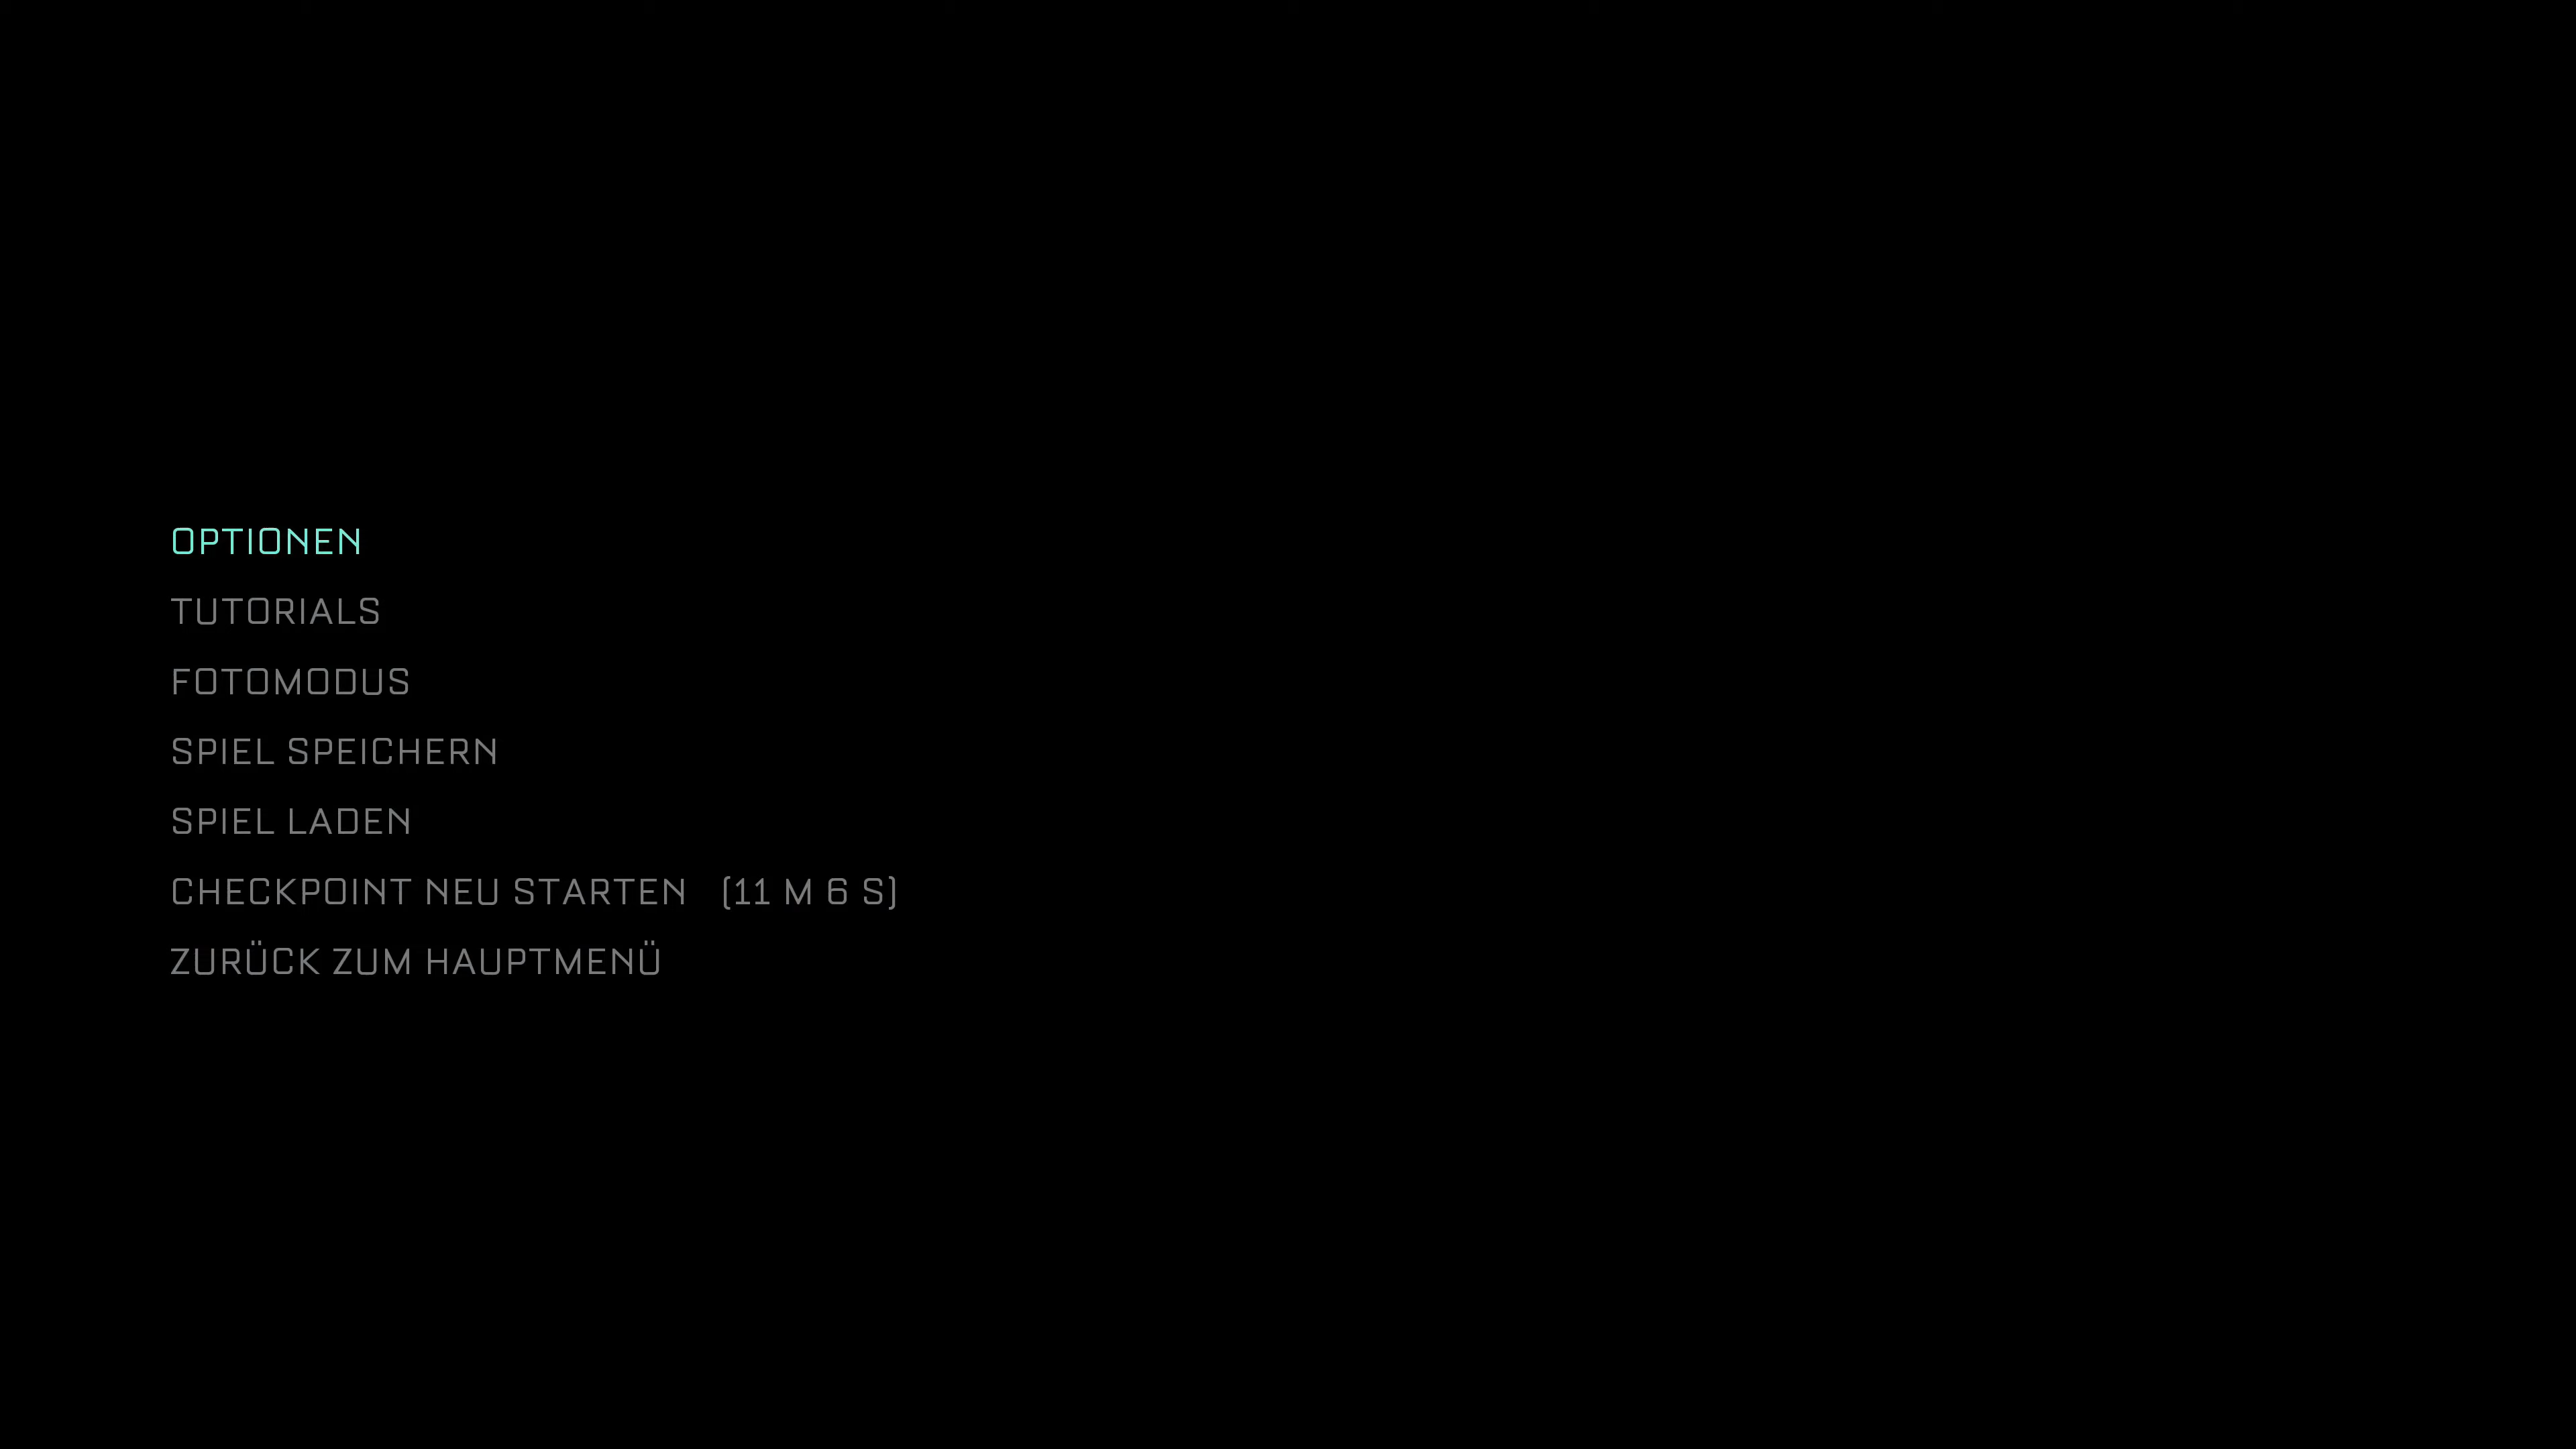 OPTIONEN
TUTORIALS
FOTOMODUS
SPIEL SPEICHERN
SPIEL LADEN
CHECKPOINT NEU STARTEN (11 M 6 S)
ZURÜCK ZUM HAUPTMENÜ